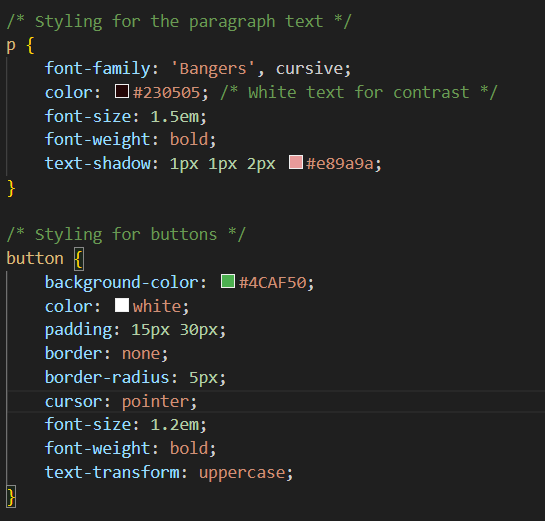 /* Styling for the paragraph text */
p {
    font-family: 'Bangers', cursive;
    color: #230505; /* White text for contrast */
    font-size: 1.5em;
    font-weight: bold;
    text-shadow: 1px 1px 2px #e89a9a;
}

/* Styling for buttons */
button {
    background-color: #4CAF50;
    color: white;
    padding: 15px 30px;
    border: none;
    border-radius: 5px;
    cursor: pointer;
    font-size: 1.2em;
    font-weight: bold;
    text-transform: uppercase;
}